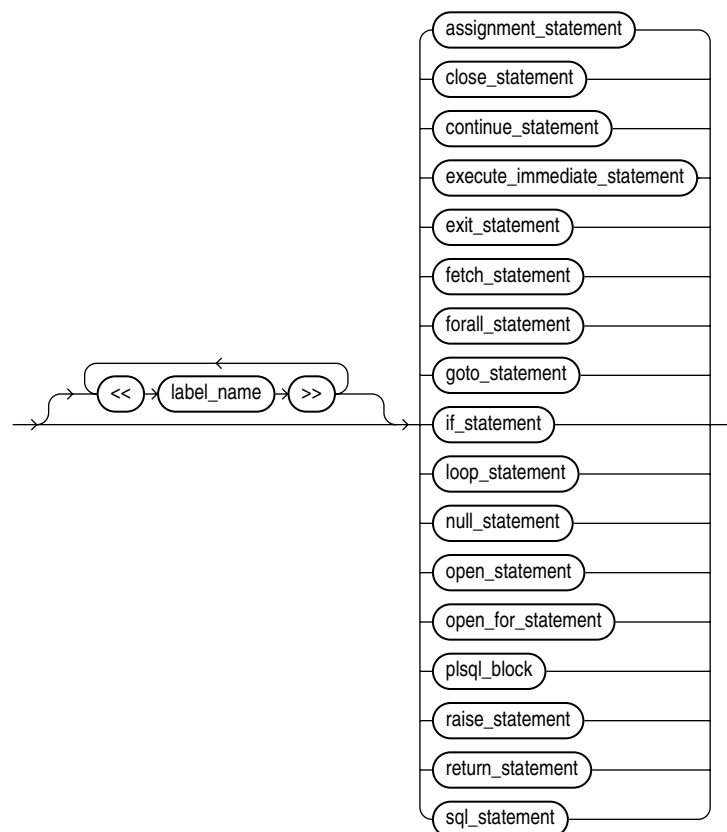 assignment_statement
close_statement
continue_statement
execute_immediate_statement
exit_statement
fetch_statement
forall_statement
goto_statement
<< label_name >>
if_statement
loop_statement
null_statement
open_statement
open_for_statement
plsql_block
raise_statement
return_statement
sql_statement